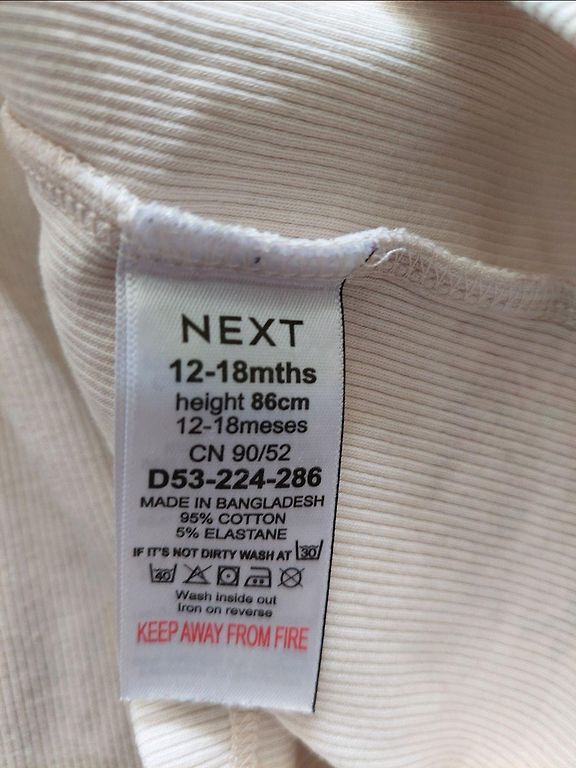 NEXT
12-18mths
height 86cm
12-18meses
CN 90/52
D53-224-286
MADE IN BANGLADESH
95% COTTON
5% ELASTANE
IF IT'S NOT DIRTY WASH AT 30
40
Wash inside out
Iron on reverse
KEEP AWAY FROM FIRE